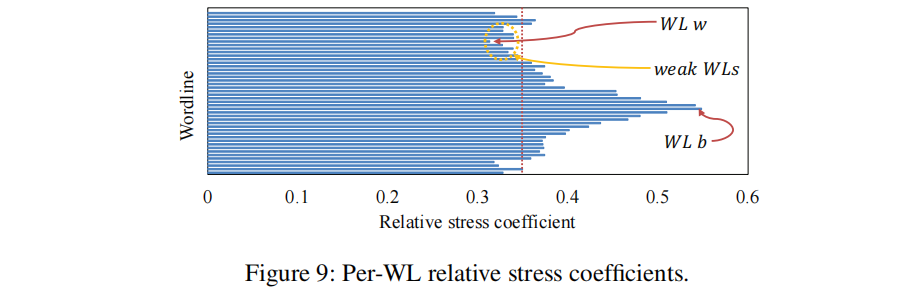 WL w
weak WLs
WL b
Wordline
0 0.1 0.2 0.3 0.4 0.5 0.6
Relative stress coefficient
Figure 9: Per-WL relative stress coefficients.